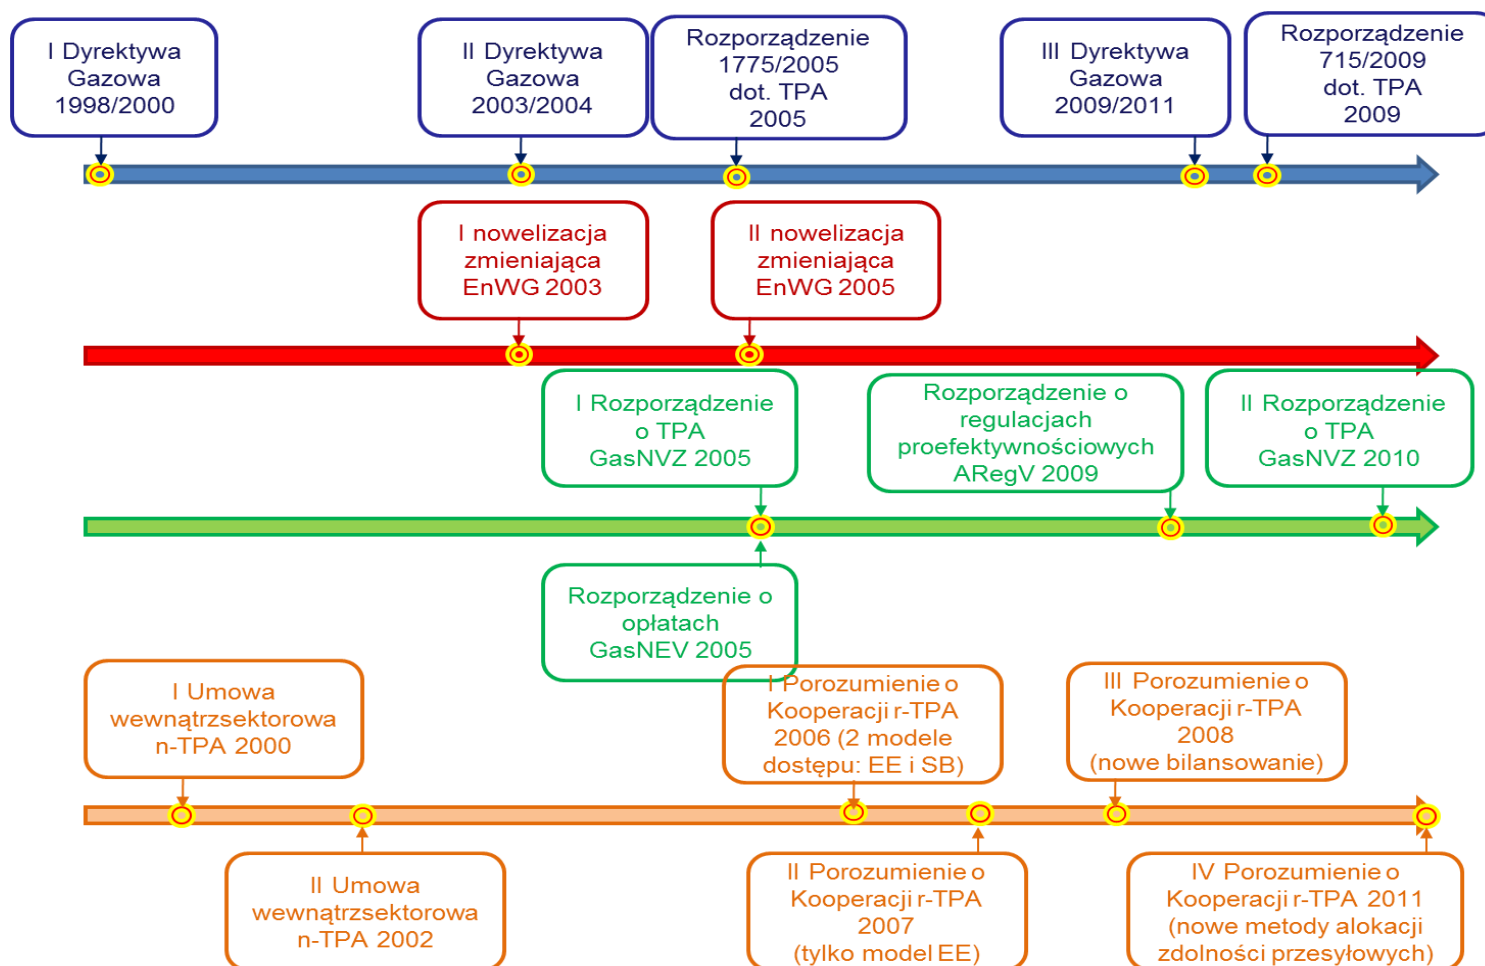 I Dyrektywa
Gazowa
1998/2000
II Dyrektywa
Gazowa
2003/2004
Rozporządzenie
1775/2005
dot. TPA
2005
III Dyrektywa
Gazowa
2009/2011
Rozporządzenie
715/2009
dot. TPA
2009
I nowelizacja
zmieniająca
EnWG 2003
II nowelizacja
zmieniająca
EnWG 2005
I Rozporządzenie
o TPA
GasNVZ 2005
Rozporządzenie o
regulacjach
proefektywnościowych
ARegV 2009
II Rozporządzenie
o TPA
GasNVZ 2010
Rozporządzenie o
opłatach
GasNEV 2005
I Umowa
wewnątrzsektorowa
n-TPA 2000
I Porozumienie o
Kooperacji r-TPA
2006 (2 modele
dostępu: EE i SB)
III Porozumienie o
Kooperacji r-TPA
2008
(nowe bilansowanie)
II Umowa
wewnątrzsektorowa
n-TPA 2002
II Porozumienie o
Kooperacji r-TPA
2007
(tylko model EE)
IV Porozumienie o
Kooperacji r-TPA 2011
(nowe metody alokacji
zdolności przesyłowych)